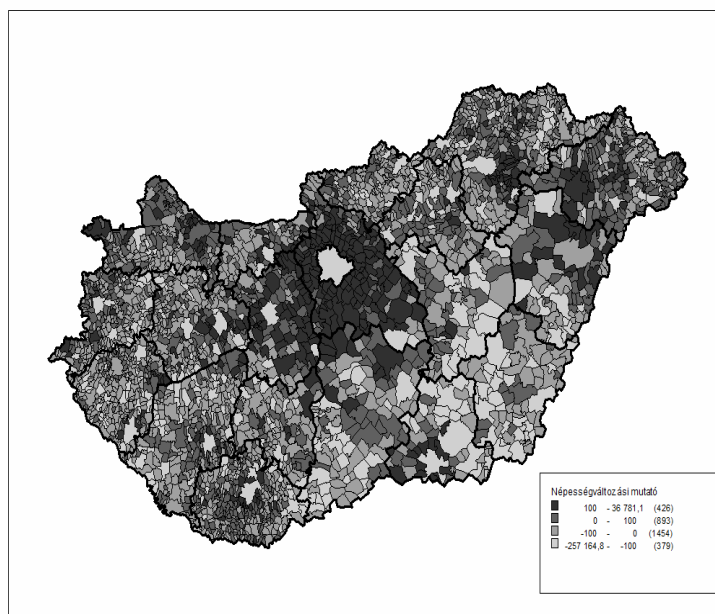 Népességváltozási mutató
100 - 36 781,1 (426)
0 - 100 (893)
-100 - 0 (1454)
-257 164,8 - -100 (379)